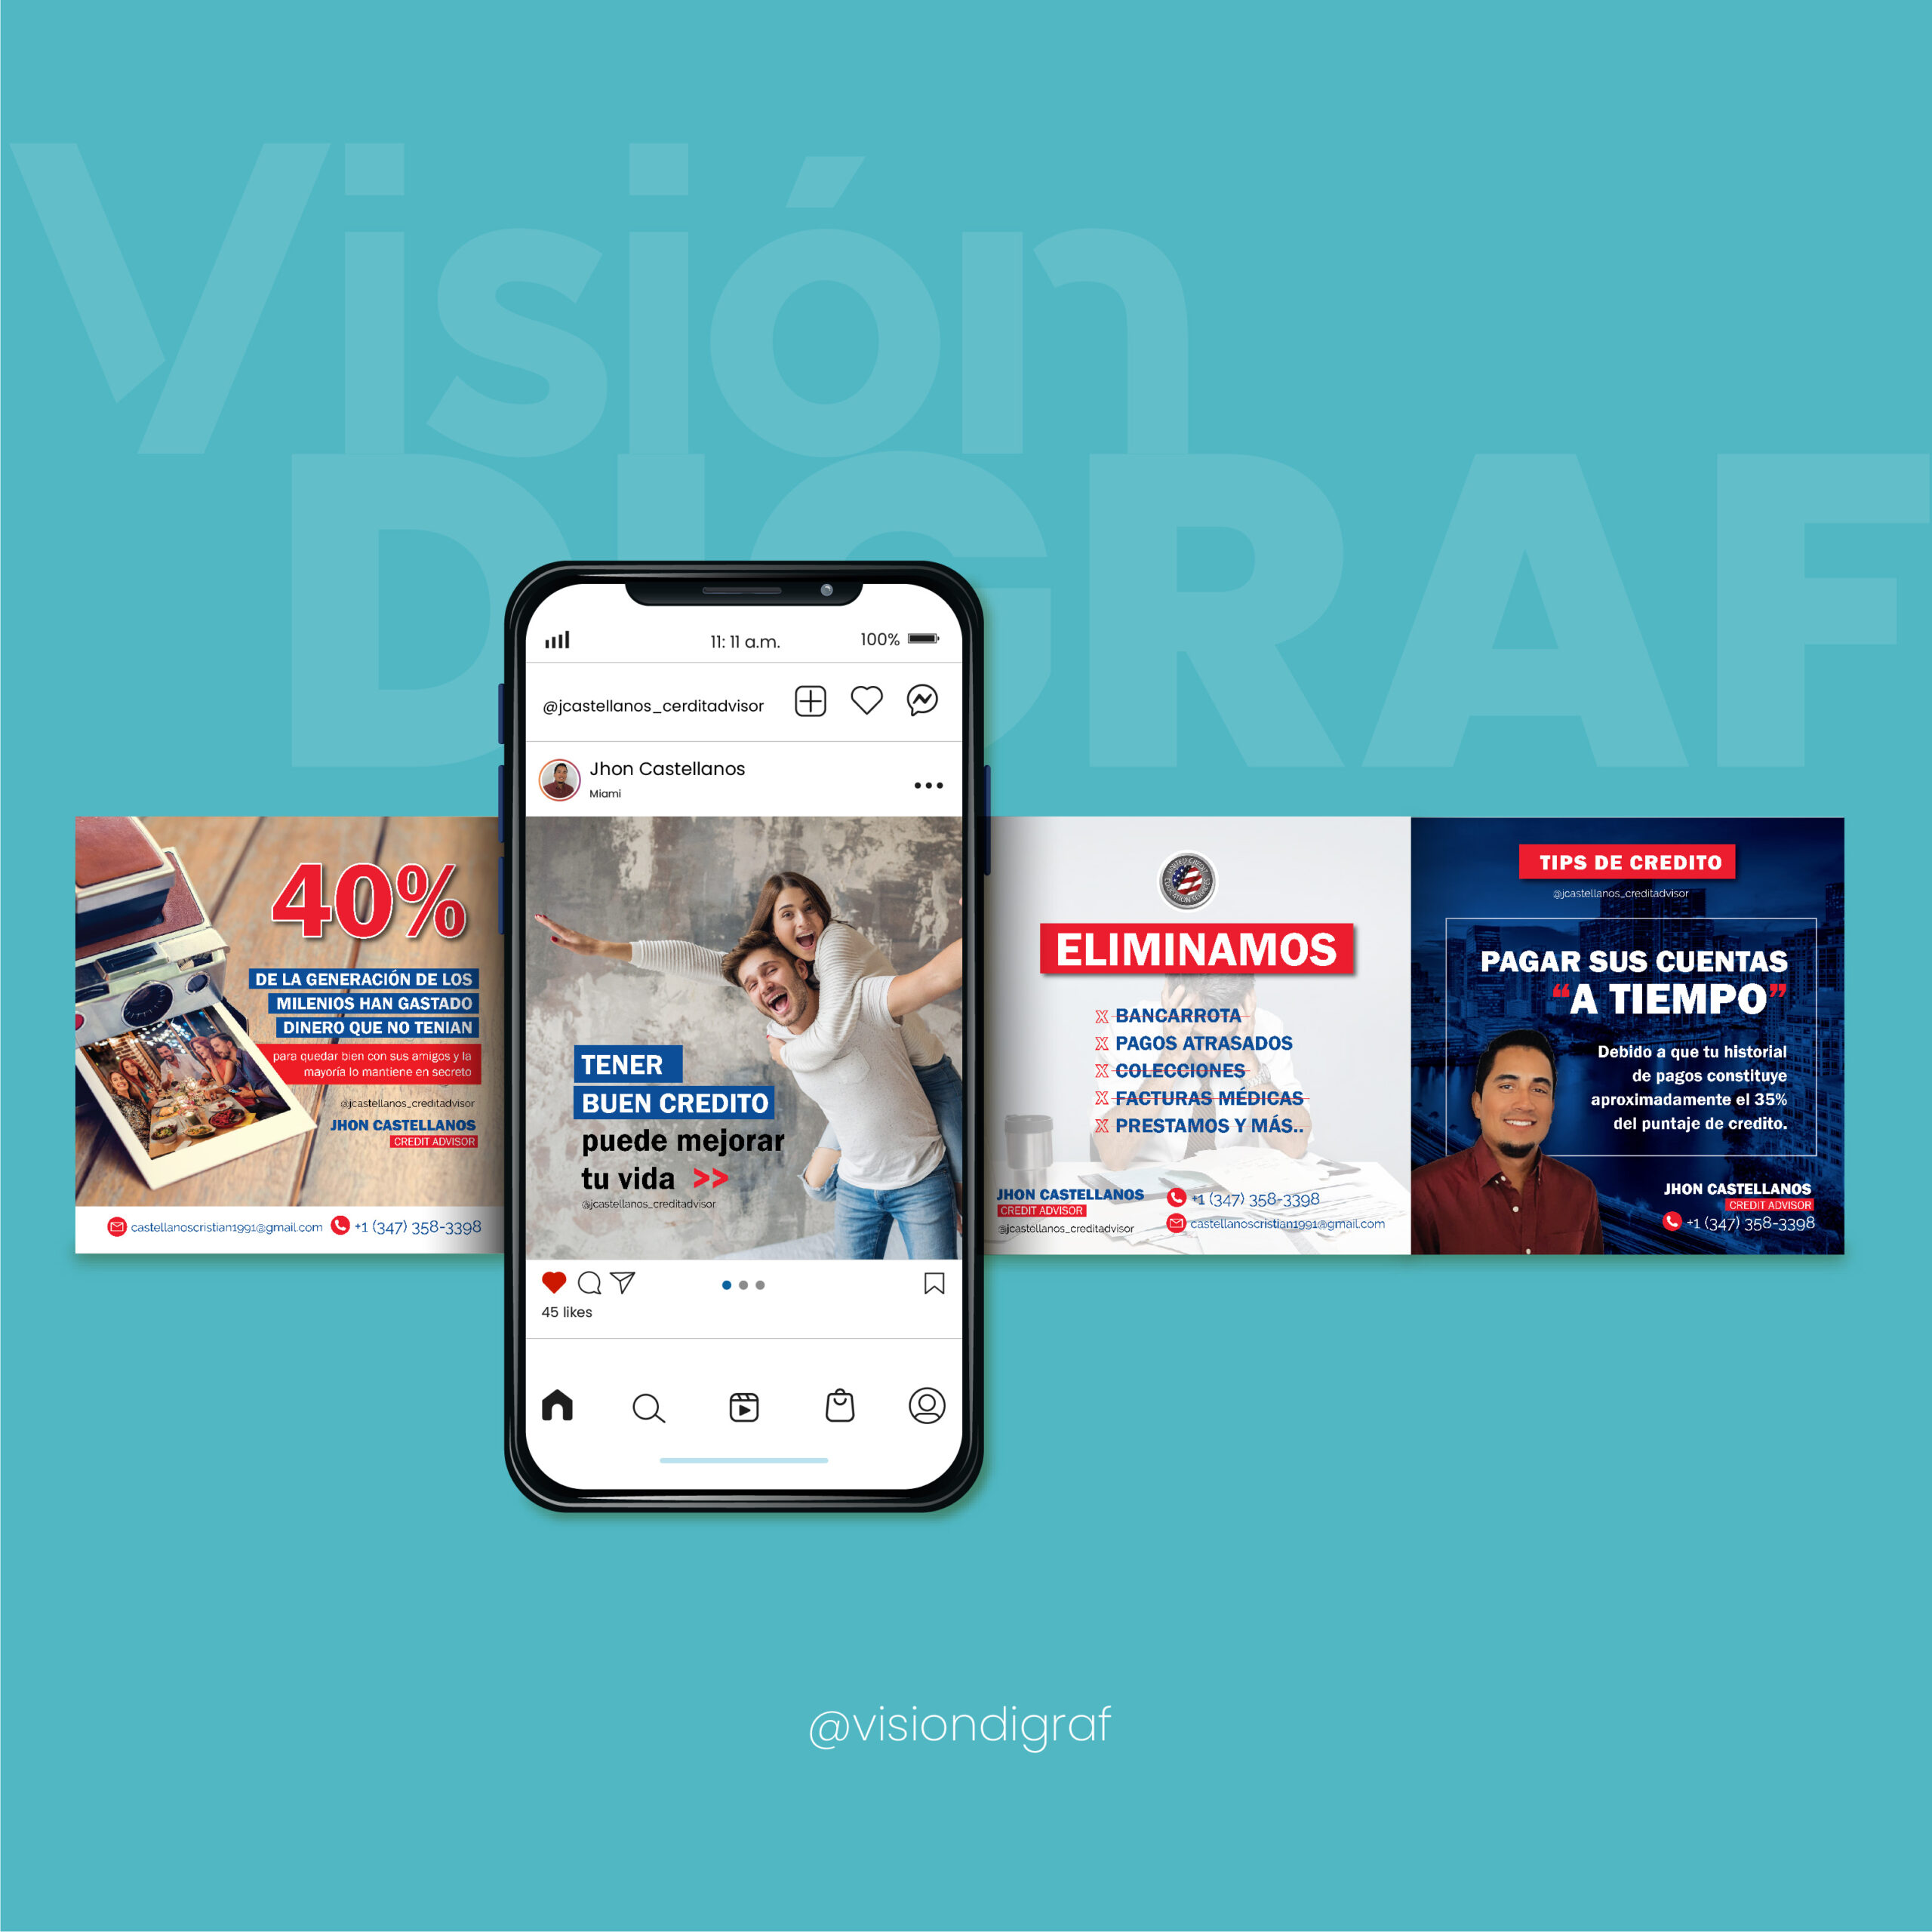 Visión
DIGRAF
11: 11 a.m.
100%
@jcastellanos_cerditadvisor
Jhon Castellanos
Miami
40%
DE LA GENERACIÓN DE LOS
MILENIOS HAN GASTADO
DINERO QUE NO TENIAN
para quedar bien con sus amigos y la
mayoría lo mantiene en secreto
@jcastellanos_creditadvisor
JHON CASTELLANOS
CREDIT ADVISOR
castellanoscristian1991@gmail.com +1 (347) 358-3398
TENER
BUEN CREDITO
puede mejorar
tu vida >>
@jcastellanos_creditadvisor
45 likes
ELIMINAMOS
X BANCARROTA
X PAGOS ATRASADOS
X COLECCIONES
X FACTURAS MÉDICAS
X PRESTAMOS Y MÁS..
JHON CASTELLANOS
CREDIT ADVISOR
@jcastollanos_creditadvisor
+1 (347) 358-3398
castellanoscristian1991@gmail.com
TIPS DE CREDITO
@jcastellanos_creditadvisor
PAGAR SUS CUENTAS
“A TIEMPO”
Debido a que tu historial
de pagos constituye
aproximadamente el 35%
del puntaje de credito.
JHON CASTELLANOS
CREDIT ADVISOR
+1 (347) 358-3398
@visiondigraf